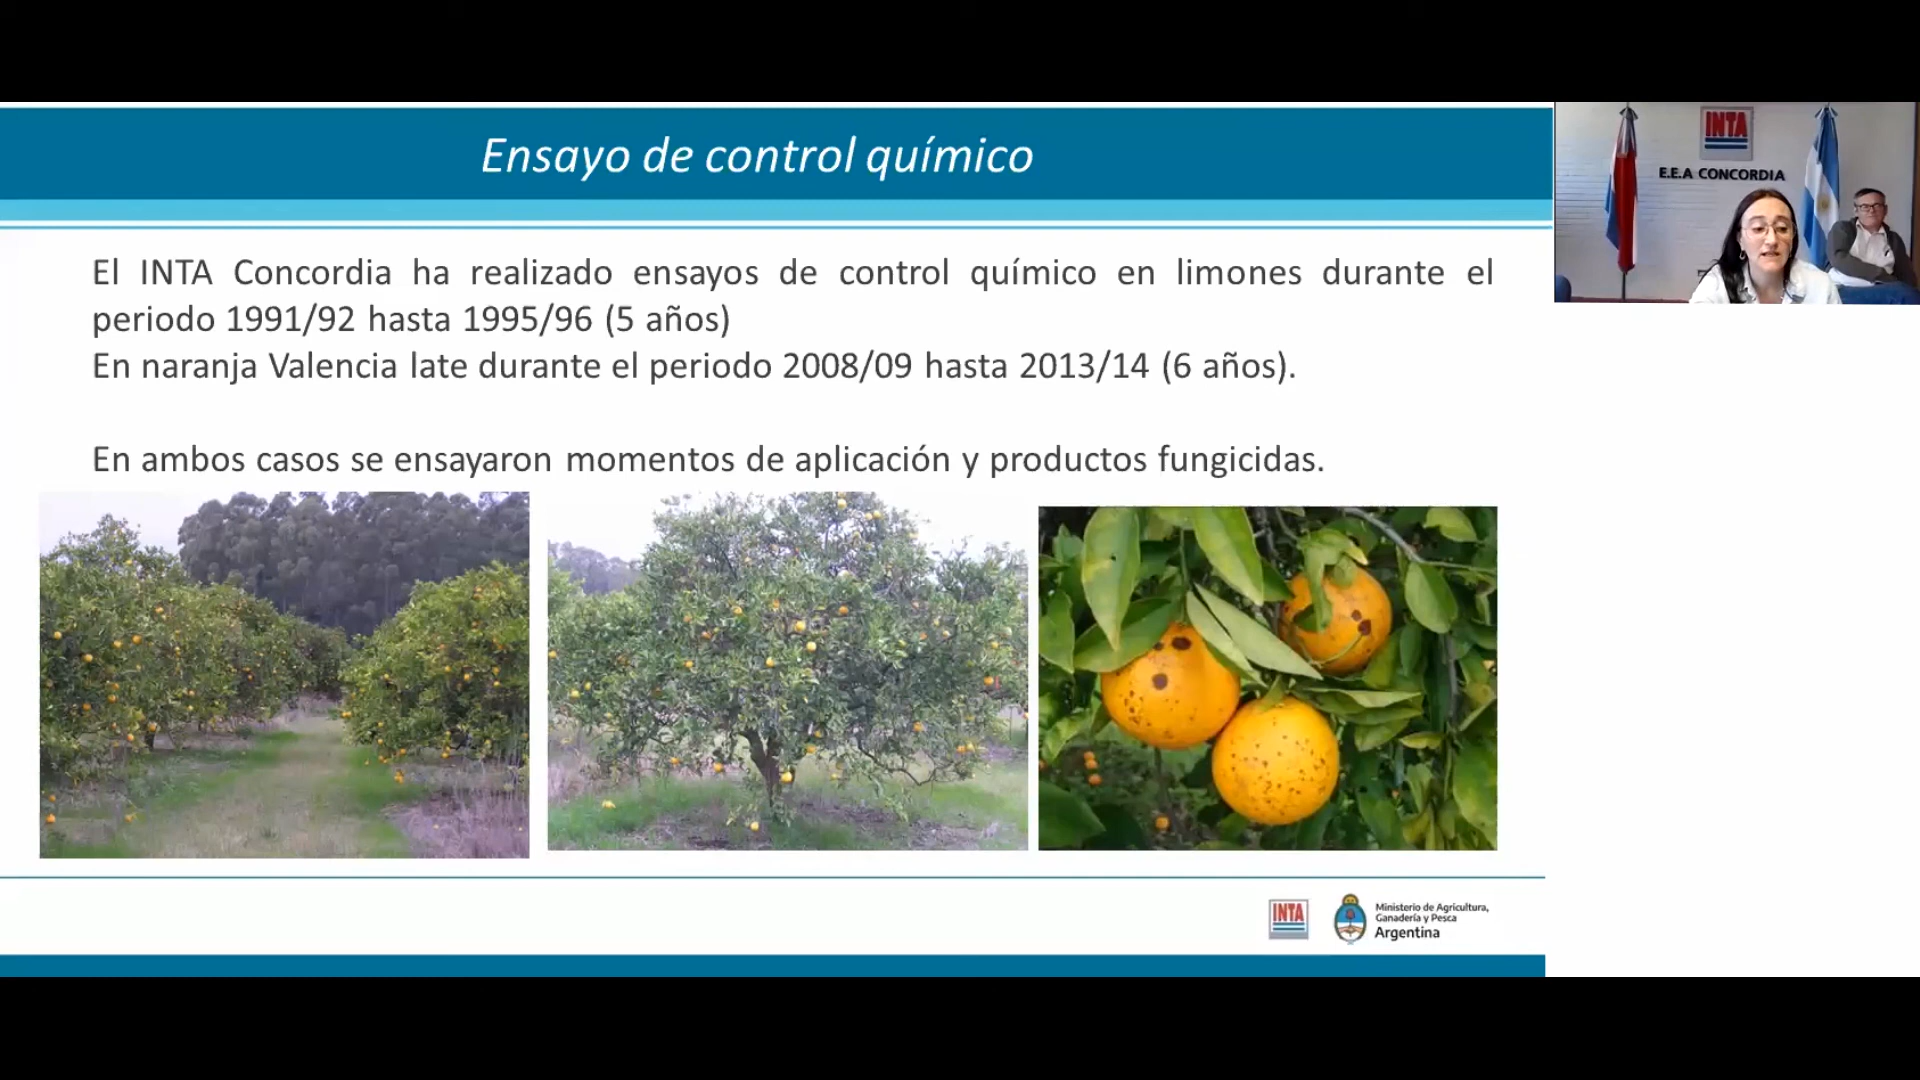 Ensayo de control químico
El INTA Concordia ha realizado ensayos de control químico en limones durante el
periodo 1991/92 hasta 1995/96 (5 años)
En naranja Valencia late durante el periodo 2008/09 hasta 2013/14 (6 años).
En ambos casos se ensayaron momentos de aplicación y productos fungicidas.
INTA
E.E.A CONCORDIA
INTA
Ministerio de Agricultura,
Ganadería y Pesca
Argentina